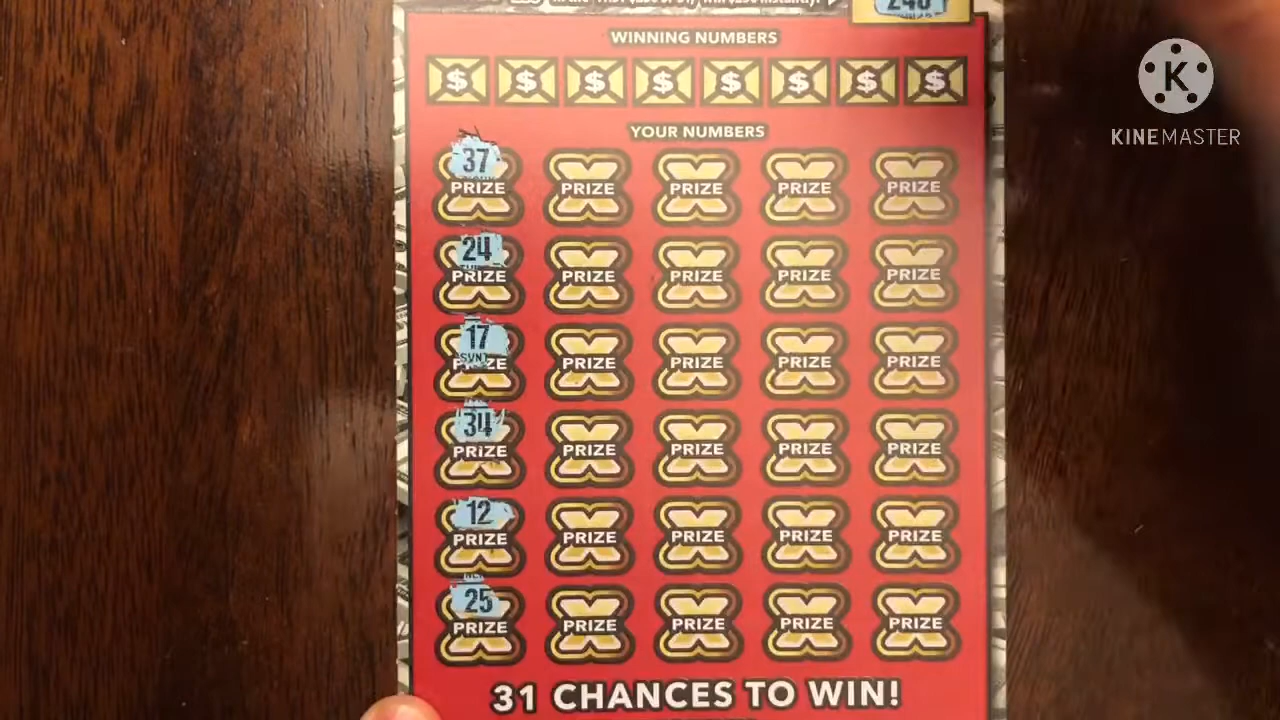 WINNING NUMBERS
$ $ $ $ $ $ $ $
K
KINEMASTER
YOUR NUMBERS
37
PRIZE PRIZE PRIZE PRIZE PRIZE
24
PRIZE PRIZE PRIZE PRIZE PRIZE
17
SVNT
PRIZE PRIZE PRIZE PRIZE PRIZE
34
PRIZE PRIZE PRIZE PRIZE PRIZE
12
PRIZE PRIZE PRIZE PRIZE PRIZE
25
PRIZE PRIZE PRIZE PRIZE PRIZE
31 CHANCES TO WIN!